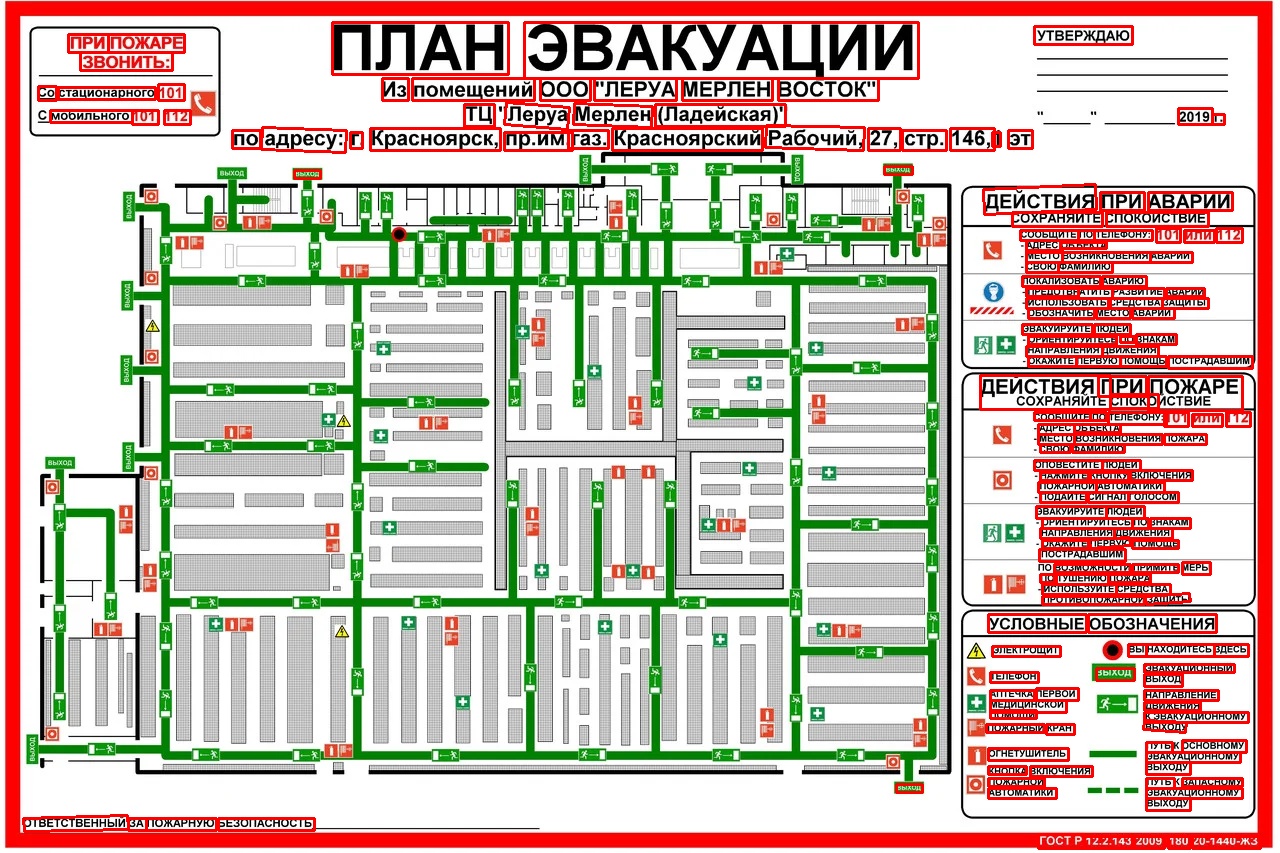 ПРИ ПОЖАРЕ
ЗВОНИТЬ:
Со стационарного 101
С мобильного 101 112
ПЛАН ЭВАКУАЦИИ
Из помещений ООО "ЛЕРУА МЕРЛЕН ВОСТОК"
ТЦ "Леруа Мерлен (Ладейская)"
по адресу: г Красноярск, пр.им газ. Красноярский Рабочий, 27, стр. 146,1 эт
УТВЕРЖДАЮ
"______" ____________ 2019 г.
ВЫХОД
ВЫХОД
ВЫХОД
ВЫХОД
ВЫХОД
ВЫХОД
ВЫХОД
ВЫХОД
ВЫХОД
ВЫХОД
ВЫХОД
ВЫХОД
ДЕЙСТВИЯ ПРИ АВАРИИ
СОХРАНЯЙТЕ СПОКОЙСТВИЕ
СООБЩИТЕ ПО ТЕЛЕФОНУ: 101 или 112
- АДРЕС ОБЪЕКТА
- МЕСТО ВОЗНИКНОВЕНИЯ АВАРИИ
- СВОЮ ФАМИЛИЮ
ЛОКАЛИЗОВАТЬ АВАРИЮ
- ПРЕДОТВРАТИТЬ РАЗВИТИЕ АВАРИИ
- ИСПОЛЬЗОВАТЬ СРЕДСТВА ЗАЩИТЫ
- ОБОЗНАЧИТЬ МЕСТО АВАРИИ
ЭВАКУИРУЙТЕ ЛЮДЕЙ
- ОРИЕНТИРУЙТЕСЬ ПО ЗНАКАМ
НАПРАВЛЕНИЯ ДВИЖЕНИЯ
- ОКАЖИТЕ ПЕРВУЮ ПОМОЩЬ ПОСТРАДАВШИМ
ДЕЙСТВИЯ ПРИ ПОЖАРЕ
СОХРАНЯЙТЕ СПОКОЙСТВИЕ
СООБЩИТЕ ПО ТЕЛЕФОНУ: 101 или 112
- АДРЕС ОБЪЕКТА
- МЕСТО ВОЗНИКНОВЕНИЯ ПОЖАРА
- СВОЮ ФАМИЛИЮ
ОПОВЕСТИТЕ ЛЮДЕЙ
- НАЖМИТЕ КНОПКУ ВКЛЮЧЕНИЯ
ПОЖАРНОЙ АВТОМАТИКИ
- ПОДАЙТЕ СИГНАЛ ГОЛОСОМ
ЭВАКУИРУЙТЕ ЛЮДЕЙ
- ОРИЕНТИРУЙТЕСЬ ПО ЗНАКАМ
НАПРАВЛЕНИЯ ДВИЖЕНИЯ
- ОКАЖИТЕ ПЕРВУЮ ПОМОЩЬ
ПОСТРАДАВШИМ
ПО ВОЗМОЖНОСТИ ПРИМИТЬ МЕРЫ
ПО ТУШЕНИЮ ПОЖАРА
- ИСПОЛЬЗУЙТЕ СРЕДСТВА
ПРОТИВОПОЖАРНОЙ ЗАЩИТЫ
УСЛОВНЫЕ ОБОЗНАЧЕНИЯ
ЭЛЕКТРОЩИТ
ТЕЛЕФОН
АПТЕЧКА ПЕРВОЙ
МЕДИЦИНСКОЙ
ПОМОЩИ
ПОЖАРНЫЙ КРАН
ОГНЕТУШИТЕЛЬ
КНОПКА ВКЛЮЧЕНИЯ
ПОЖАРНОЙ
АВТОМАТИКИ
ВЫ НАХОДИТЕСЬ ЗДЕСЬ
ВЫХОД
ЭВАКУАЦИОННЫЙ
ВЫХОД
НАПРАВЛЕНИЕ
ДВИЖЕНИЯ
К ЭВАКУАЦИОННОМУ
ВЫХОДУ
ПУТЬ К ОСНОВНОМУ
ЭВАКУАЦИОННОМУ
ВЫХОДУ
ПУТЬ К ЗАПАСНОМУ
ЭВАКУАЦИОННОМУ
ВЫХОДУ
ОТВЕТСТВЕННЫЙ ЗА ПОЖАРНУЮ БЕЗОПАСНОСТЬ
ГОСТ Р 12.2.143 2009 180 20-1440-ЖЗ